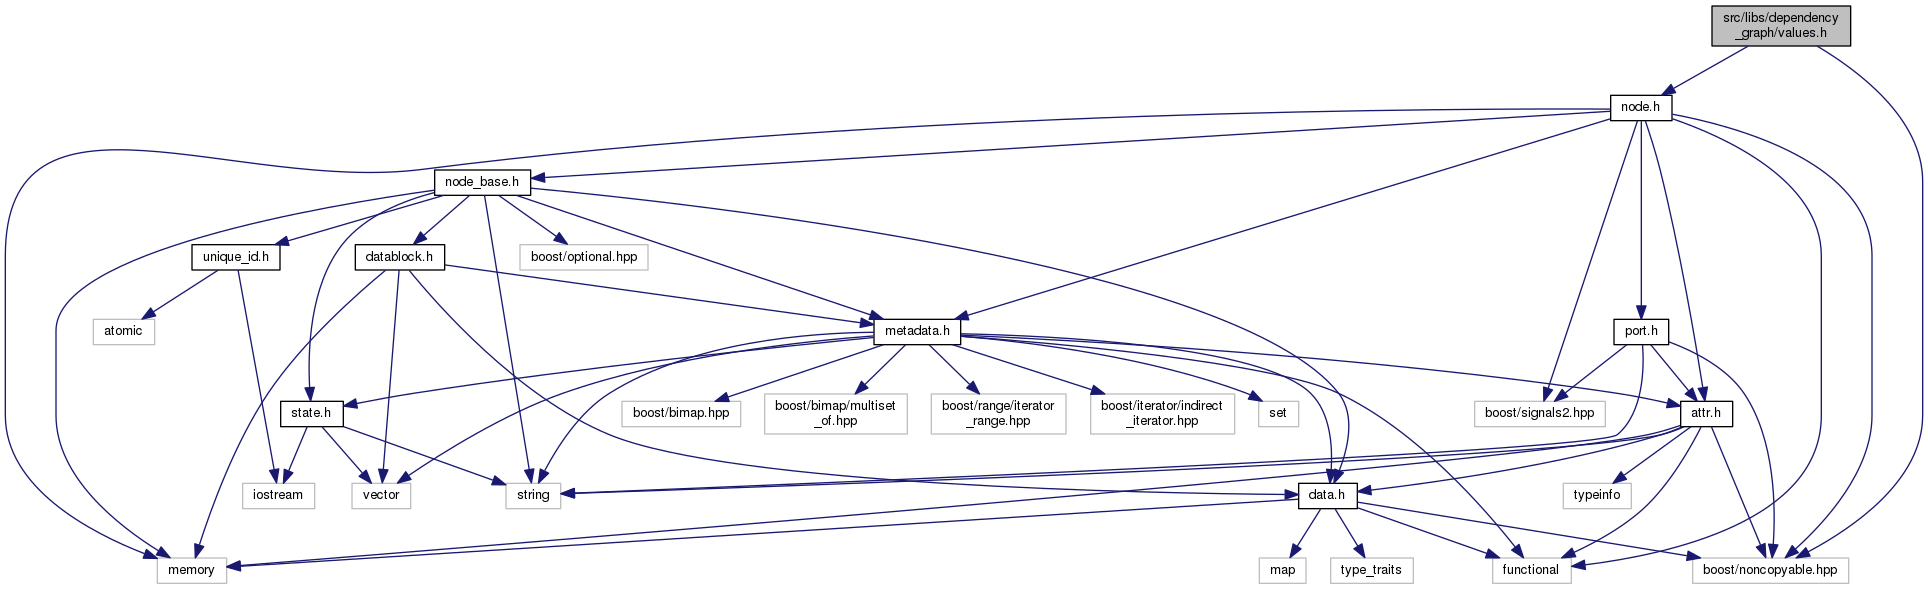 src/libs/dependency
_graph/values.h
node.h
node_base.h
unique_id.h
datablock.h
boost/optional.hpp
atomic
metadata.h
port.h
state.h
boost/bimap.hpp
boost/bimap/multiset
_of.hpp
boost/range/iterator
_range.hpp
boost/iterator/indirect
_iterator.hpp
set
boost/signals2.hpp
attr.h
iostream
vector
string
data.h
typeinfo
memory
map
type_traits
functional
boost/noncopyable.hpp